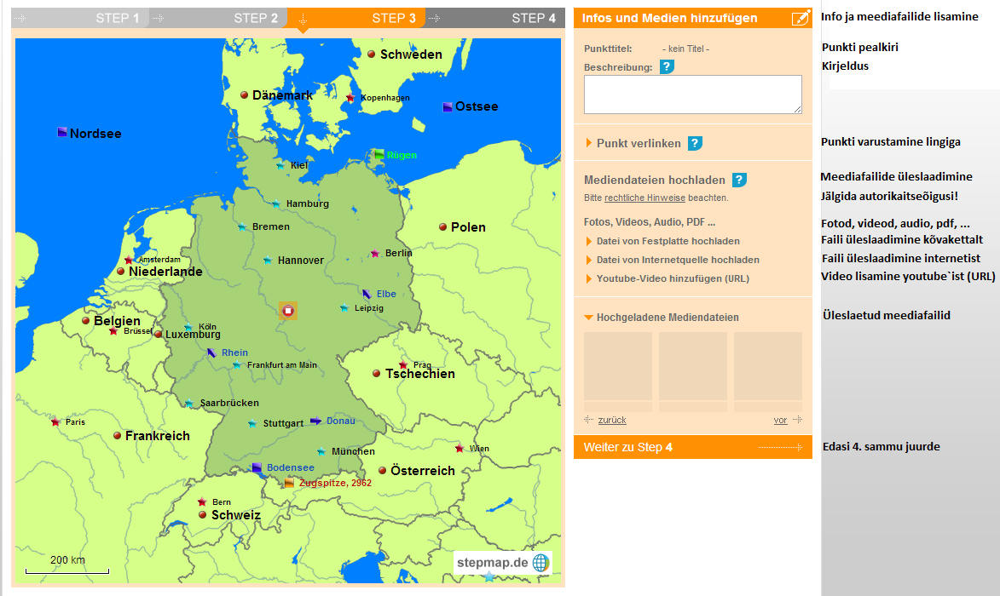 STEP 1
STEP 2
STEP 3
STEP 4
Schweden
Dänemark
Kopenhagen
Ostsee
Nordsee
Rügen
Kiel
Hamburg
Bremen
Polen
Berlin
Hannover
Amsterdam
Niederlande
Elbe
Leipzig
Belgien
Köln
Brüssel
Luxemburg
Rhein
Frankfurt am Main
Prag
Tschechien
Saarbrücken
Paris
Stuttgart
Donau
Frankreich
München
Wien
Bodensee
Österreich
Zugspitze, 2962
Bern
Schweiz
200 km
stepmap.de
Infos und Medien hinzufügen
Punkttitel: - kein Titel -
Beschreibung: ?
Punkt verlinken ?
Mediendateien hochladen ?
Bitte rechtliche Hinweise beachten.
Fotos, Videos, Audio, PDF ...
Datei von Festplatte hochladen
Datei von Internetquelle hochladen
Youtube-Video hinzufügen (URL)
Hochgeladene Mediendateien
zurück
vor
Weiter zu Step 4
Info ja meediafailide lisamine
Punkti pealkiri
Kirjeldus
Punkti varustamine lingiga
Meediafailide üleslaadimine
Jälgida autorikaitseõigusi!
Fotod, videod, audio, pdf, ...
Faili üleslaadimine kõvakettalt
Faili üleslaadimine internetist
Video lisamine youtube`ist (URL)
Üleslaetud meediafailid
Edasi 4. sammu juurde